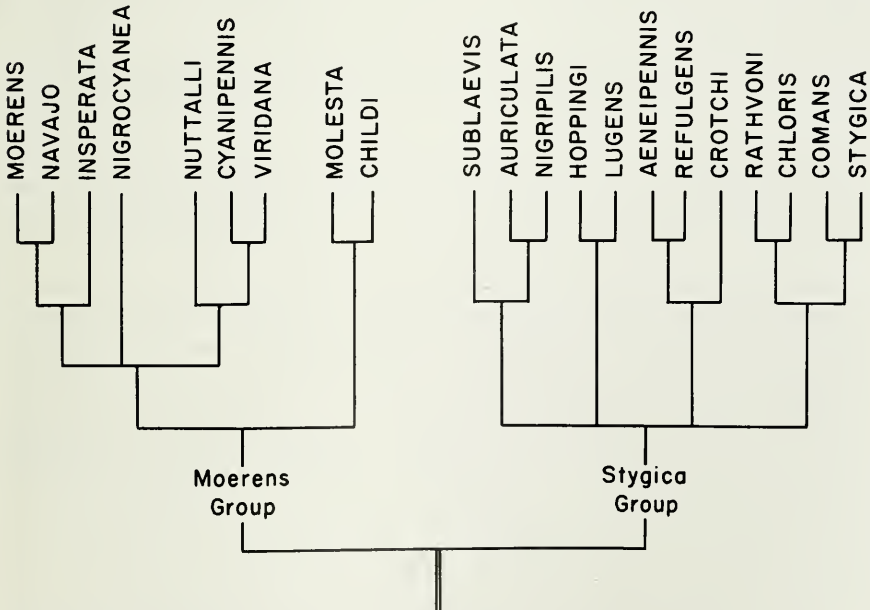 MOERENS
NAVAJO
INSPERATA
NIGROCYANEA
NUTTALLI
CYANIPENNIS
VIRIDANA
MOLESTA
CHILDI
SUBLAEVIS
AURICULATA
NIGRIPILIS
HOPPINGI
LUGENS
AENEIPENNIS
REFULGENS
CROTCHI
RATHVONI
CHLORIS
COMANS
STYGICA
Moerens
Group
Stygica
Group